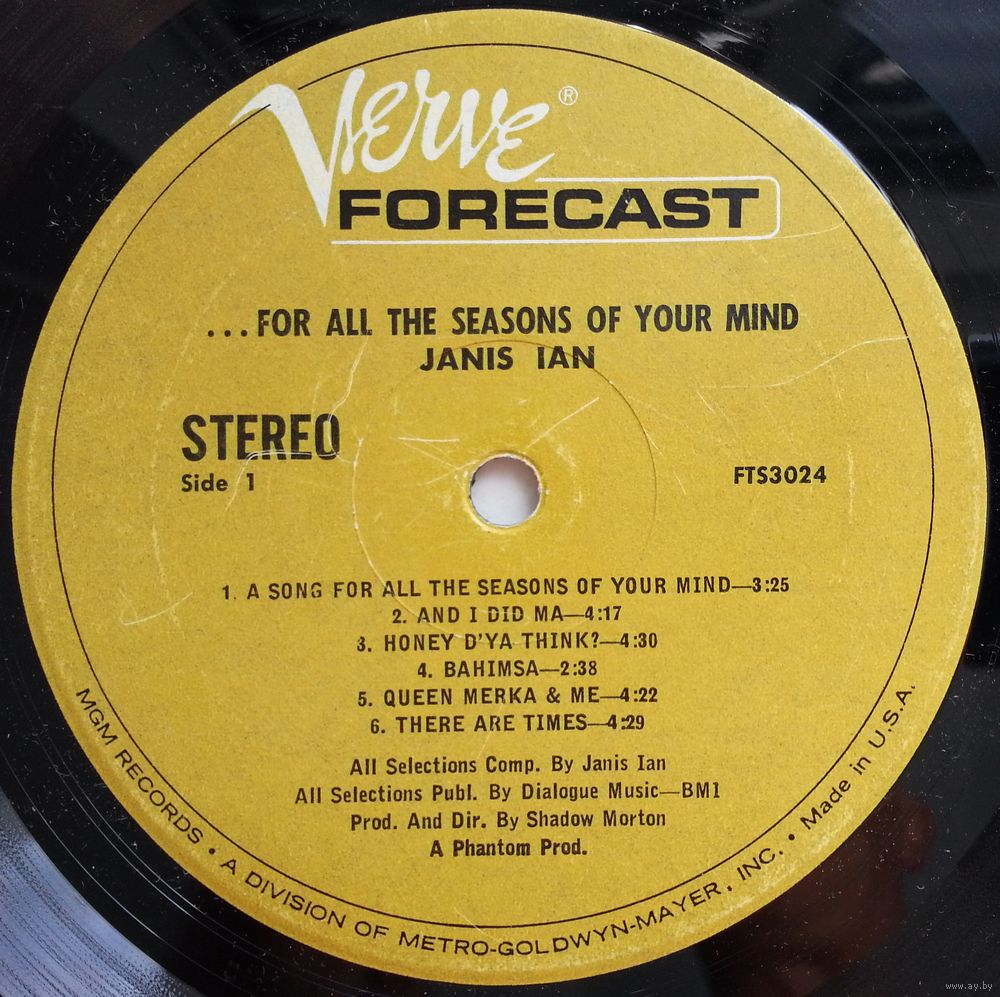 Verve ®
FORECAST
...FOR ALL THE SEASONS OF YOUR MIND
JANIS IAN
STEREO
Side 1
FTS3024
1. A SONG FOR ALL THE SEASONS OF YOUR MIND—3:25
2. AND I DID MA—4:17
3. HONEY D'YA THINK?—4:30
4. BAHIMSA—2:38
5. QUEEN MERKA & ME—4:22
6. THERE ARE TIMES—4:29
All Selections Comp. By Janis Ian
All Selections Publ. By Dialogue Music—BM1
Prod. And Dir. By Shadow Morton
A Phantom Prod.
MGM RECORDS • A DIVISION OF METRO-GOLDWYN-MAYER, INC. • Made in U.S.A.
www.ay.by